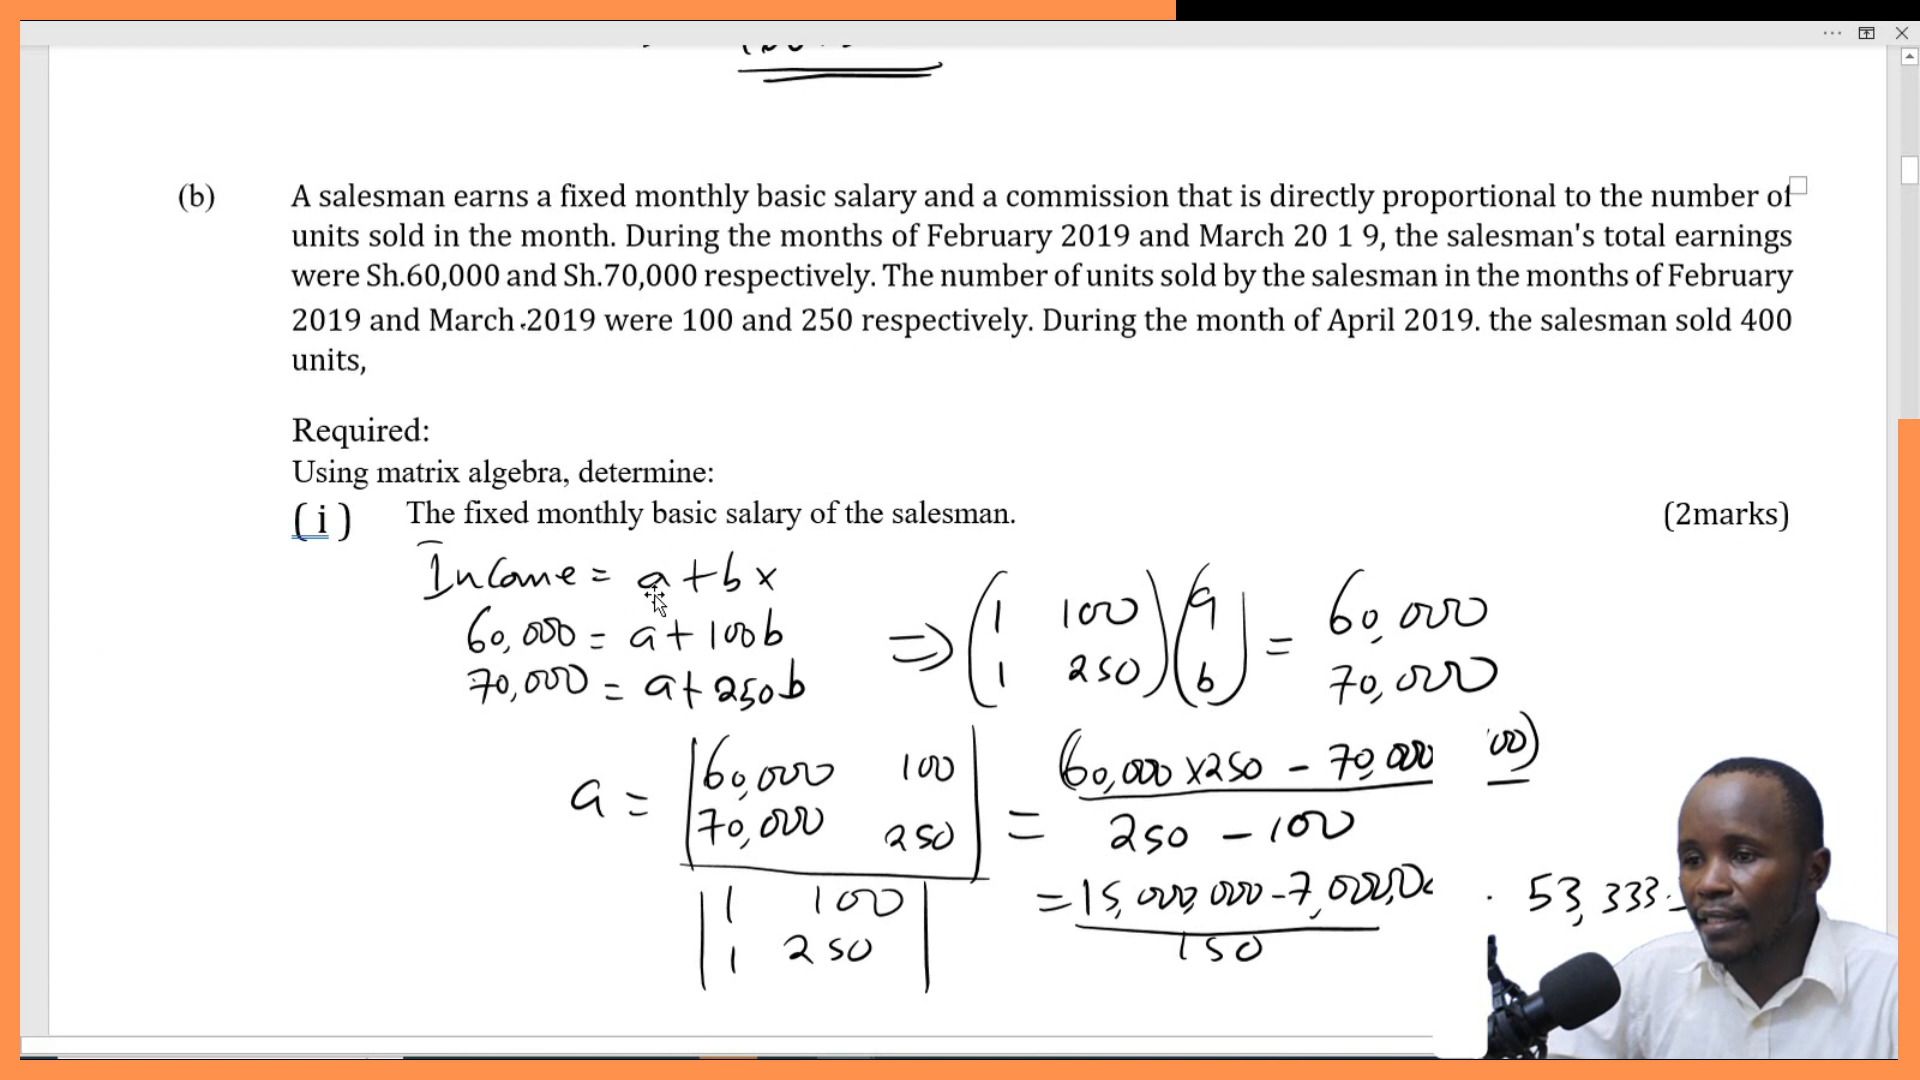 (b) A salesman earns a fixed monthly basic salary and a commission that is directly proportional to the number of
units sold in the month. During the months of February 2019 and March 20 1 9, the salesman's total earnings
were Sh.60,000 and Sh.70,000 respectively. The number of units sold by the salesman in the months of February
2019 and March.2019 were 100 and 250 respectively. During the month of April 2019. the salesman sold 400
units,
Required:
Using matrix algebra, determine:
(i) The fixed monthly basic salary of the salesman. (2marks)
Income = a + bx
60,000 = a + 100b
70,000 = a + 250b
⇒ (1 100) (a) = 60,000
(1 250) (b) 70,000
a = |60,000 100| = (60,000 x 250 - 70,000 00)
|70,000 250| 250 - 100
|1 100| = 15,000,000 - 7,000,00 53,333.
|1 250| 150